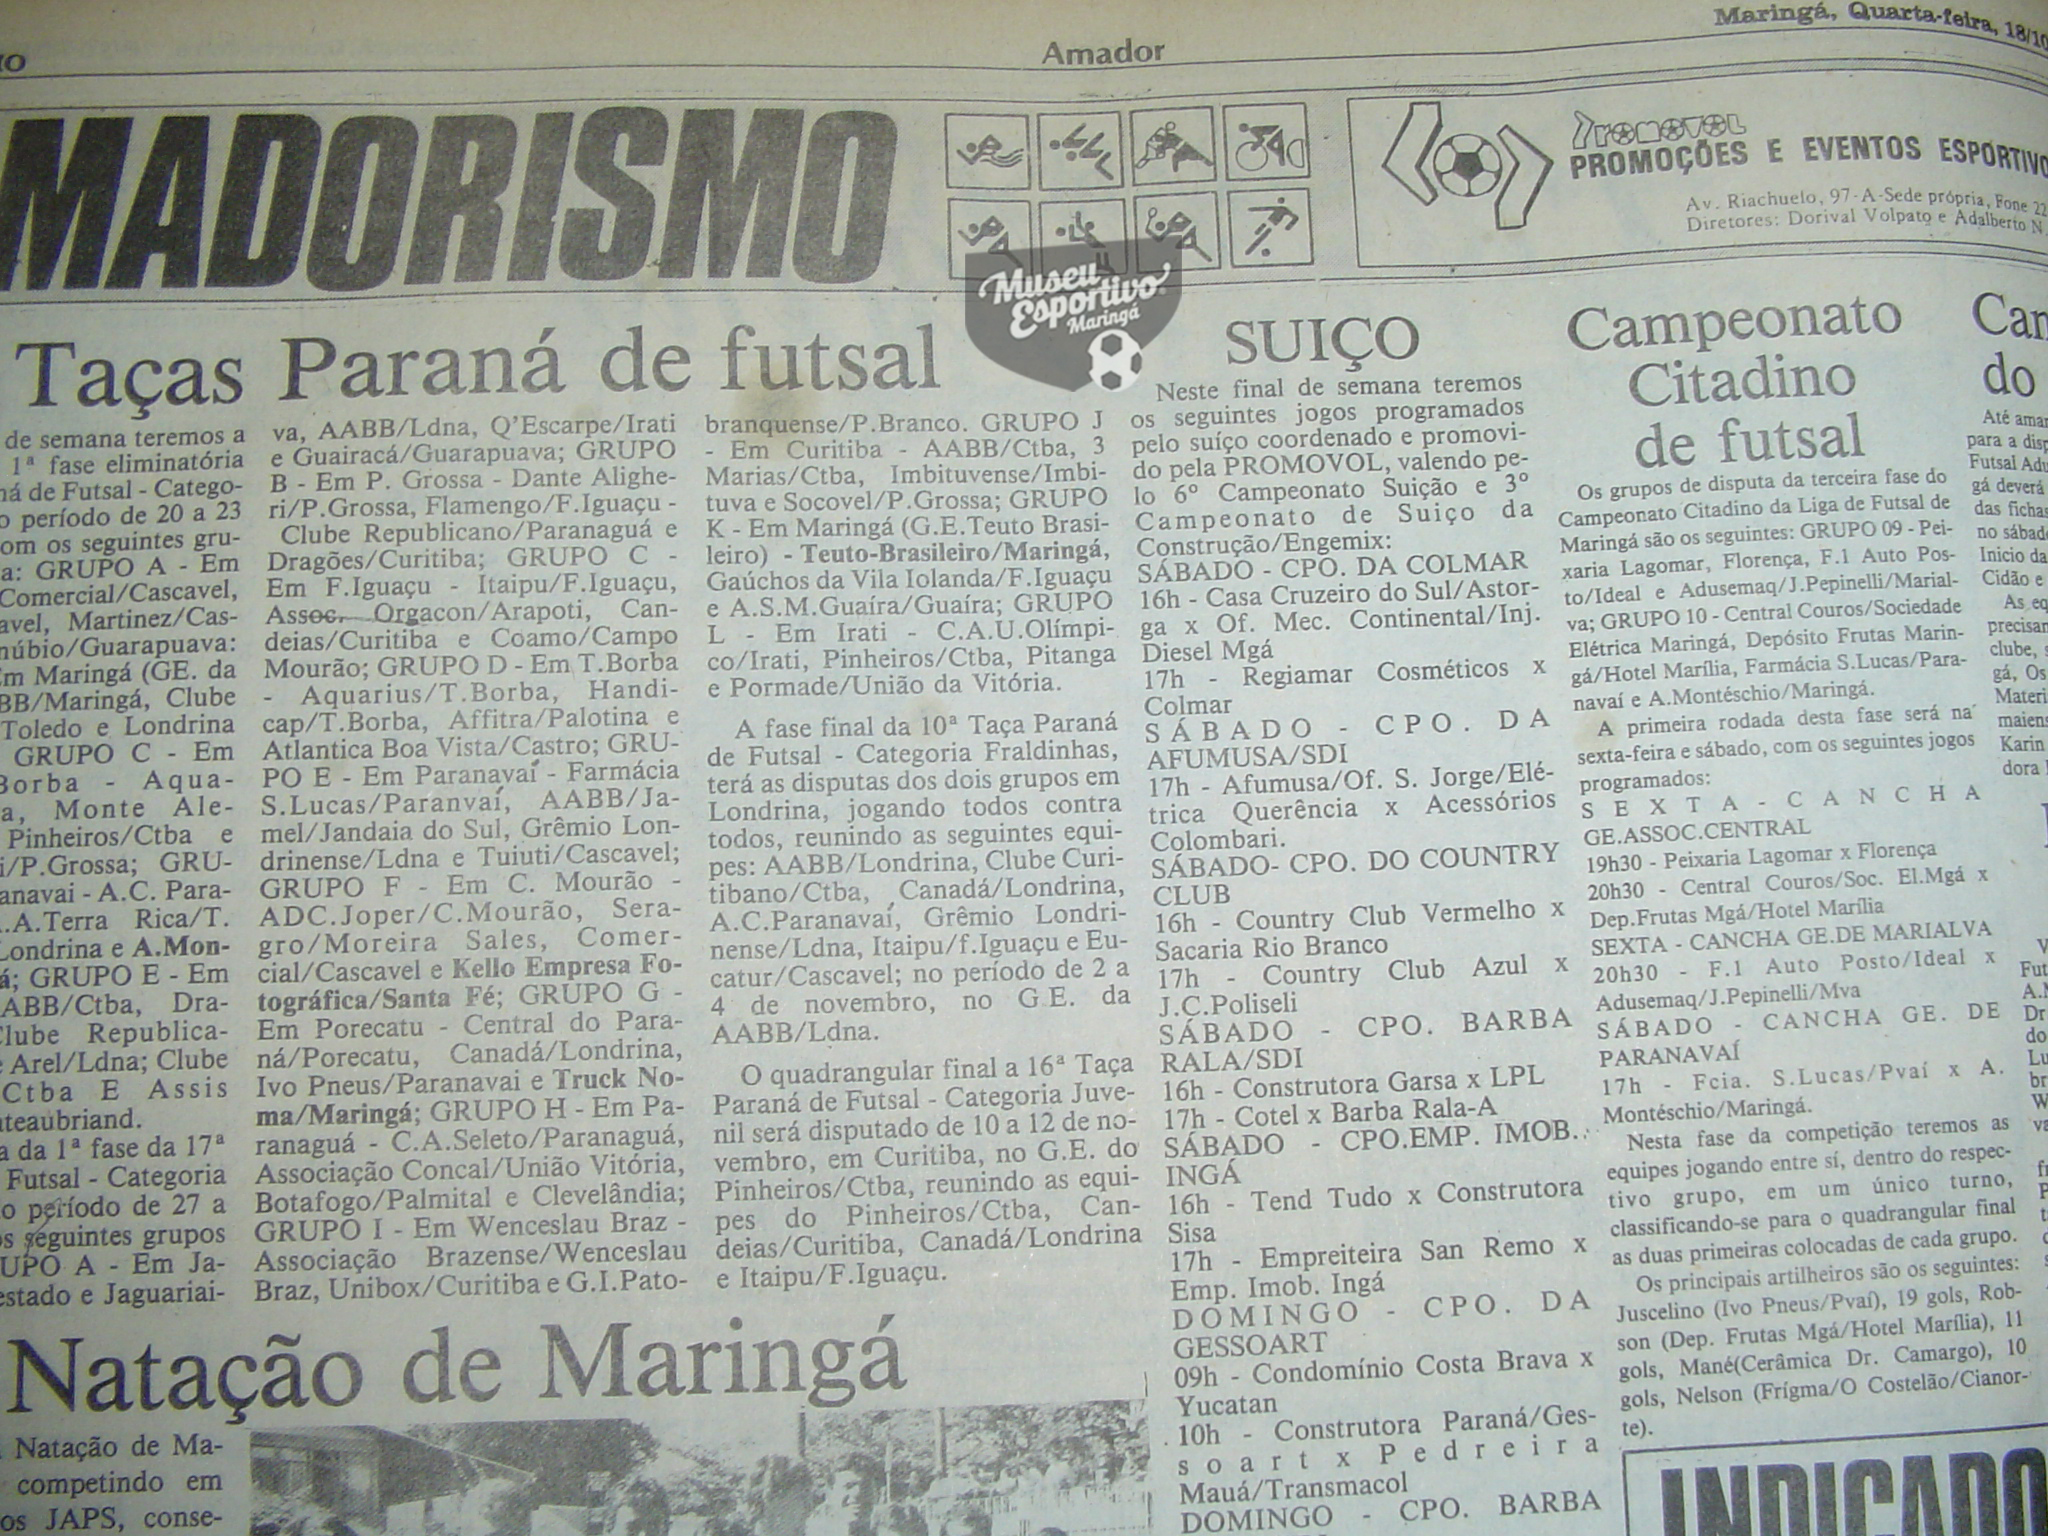 IO
Amador
Maringá, Quarta-feira, 18/10
MADORISMO
Promovol
PROMOÇÕES E EVENTOS ESPORTIVO
Av. Riachuelo, 97-A-Sede própria, Fone 22
Diretores: Dorival Volpato e Adalberto N
Museu
Esportivo
Maringá
Taças Paraná de futsal
de semana teremos a
1ª fase eliminatória
ná de Futsal - Catego-
o período de 20 a 23
om os seguintes gru-
a: GRUPO A - Em
Comercial/Cascavel,
avel, Martinez/Cas-
núbio/Guarapuava:
Em Maringá (GE. da
BB/Maringá, Clube
Toledo e Londrina
GRUPO C - Em
Borba - Aqua-
a, Monte Ale-
Pinheiros/Ctba e
i/P.Grossa; GRU-
anavai - A.C. Para-
.A.Terra Rica/T.
Londrina e A.Mon-
á; GRUPO E - Em
ABB/Ctba, Dra-
Clube Republica-
e Arel/Ldna; Clube
Ctba E Assis
ateaubriand.
a da 1ª fase da 17ª
Futsal - Categoria
o período de 27 a
os seguintes grupos
UPO A - Em Ja-
estado e Jaguariai-
va, AABB/Ldna, Q'Escarpe/Irati
e Guairacá/Guarapuava; GRUPO
B - Em P. Grossa - Dante Alighe-
ri/P.Grossa, Flamengo/F.Iguaçu -
Clube Republicano/Paranaguá e
Dragões/Curitiba; GRUPO C -
Em F.Iguaçu - Itaipu/F.Iguaçu,
Assoc. Orgacon/Arapoti, Can-
deias/Curitiba e Coamo/Campo
Mourão; GRUPO D - Em T.Borba
- Aquarius/T.Borba, Handi-
cap/T.Borba, Affitra/Palotina e
Atlantica Boa Vista/Castro; GRU-
PO E - Em Paranavaí - Farmácia
S.Lucas/Paranvaí, AABB/Ja-
mel/Jandaia do Sul, Grêmio Lon-
drinense/Ldna e Tuiuti/Cascavel;
GRUPO F - Em C. Mourão -
ADC.Joper/C.Mourão, Sera-
gro/Moreira Sales, Comer-
cial/Cascavel e Kello Empresa Fo-
tográfica/Santa Fé; GRUPO G -
Em Porecatu - Central do Para-
ná/Porecatu, Canadá/Londrina,
Ivo Pneus/Paranavai e Truck No-
ma/Maringá; GRUPO H - Em Pa-
ranaguá - C.A.Seleto/Paranaguá,
Associação Concal/União Vitória,
Botafogo/Palmital e Clevelândia;
GRUPO I - Em Wenceslau Braz -
Associação Brazense/Wenceslau
Braz, Unibox/Curitiba e G.I.Pato-
branquense/P.Branco. GRUPO J
- Em Curitiba - AABB/Ctba, 3
Marias/Ctba, Imbituvense/Imbi-
tuva e Socovel/P.Grossa; GRUPO
K - Em Maringá (G.E.Teuto Brasi-
leiro) - Teuto-Brasileiro/Maringá,
Gaúchos da Vila Iolanda/F.Iguaçu
e A.S.M.Guaíra/Guaíra; GRUPO
L - Em Irati - C.A.U.Olímpi-
co/Irati, Pinheiros/Ctba, Pitanga
e Pormade/União da Vitória.
A fase final da 10ª Taça Paraná
de Futsal - Categoria Fraldinhas,
terá as disputas dos dois grupos em
Londrina, jogando todos contra
todos, reunindo as seguintes equi-
pes: AABB/Londrina, Clube Curi-
tibano/Ctba, Canadá/Londrina,
A.C.Paranavaí, Grêmio Londri-
nense/Ldna, Itaipu/f.Iguaçu e Eu-
catur/Cascavel; no período de 2 a
4 de novembro, no G.E. da
AABB/Ldna.
O quadrangular final a 16ª Taça
Paraná de Futsal - Categoria Juve-
nil será disputado de 10 a 12 de no-
vembro, em Curitiba, no G.E. do
Pinheiros/Ctba, reunindo as equi-
pes do Pinheiros/Ctba, Can-
deias/Curitiba, Canadá/Londrina
e Itaipu/F.Iguaçu.
SUIÇO
Neste final de semana teremos
os seguintes jogos programados
pelo suíço coordenado e promovi-
do pela PROMOVOL, valendo pe-
lo 6º Campeonato Suição e 3º
Campeonato de Suiço da
Construção/Engemix:
SÁBADO - CPO. DA COLMAR
16h - Casa Cruzeiro do Sul/Astor-
ga x Of. Mec. Continental/Inj.
Diesel Mgá
17h - Regiamar Cosméticos x
Colmar
SÁBADO - CPO. DA
AFUMUSA/SDI
17h - Afumusa/Of. S. Jorge/Elé-
trica Querência x Acessórios
Colombari.
SÁBADO- CPO. DO COUNTRY
CLUB
16h - Country Club Vermelho x
Sacaria Rio Branco
17h - Country Club Azul x
J.C.Poliseli
SÁBADO - CPO. BARBA
RALA/SDI
16h - Construtora Garsa x LPL
17h - Cotel x Barba Rala-A
SÁBADO - CPO.EMP. IMOB.
INGÁ
16h - Tend Tudo x Construtora
Sisa
17h - Empreiteira San Remo x
Emp. Imob. Ingá
DOMINGO - CPO. DA
GESSOART
09h - Condomínio Costa Brava x
Yucatan
10h - Construtora Paraná/Ges-
soart x Pedreira
Mauá/Transmacol
DOMINGO - CPO. BARBA
Campeonato
Citadino
de futsal
Os grupos de disputa da terceira fase do
Campeonato Citadino da Liga de Futsal de
Maringá são os seguintes: GRUPO 09 - Pei-
xaria Lagomar, Florença, F.1 Auto Pos-
to/Ideal e Adusemaq/J.Pepinelli/Marial-
va; GRUPO 10 - Central Couros/Sociedade
Elétrica Maringá, Depósito Frutas Marin-
gá/Hotel Marília, Farmácia S.Lucas/Para-
navaí e A.Montéschio/Maringá.
A primeira rodada desta fase será na
sexta-feira e sábado, com os seguintes jogos
programados:
SEXTA-CANCHA
GE.ASSOC.CENTRAL
19h30 - Peixaria Lagomar x Florença
20h30 - Central Couros/Soc. El.Mgá x
Dep.Frutas Mgá/Hotel Marília
SEXTA - CANCHA GE.DE MARIALVA
20h30 - F.1 Auto Posto/Ideal x
Adusemaq/J.Pepinelli/Mva
SÁBADO - CANCHA GE. DE
PARANAVAÍ
17h - Fcia. S.Lucas/Pvaí x A.
Montéschio/Maringá.
Nesta fase da competição teremos as
equipes jogando entre sí, dentro do respec-
tivo grupo, em um único turno,
classificando-se para o quadrangular final
as duas primeiras colocadas de cada grupo.
Os principais artilheiros são os seguintes:
Juscelino (Ivo Pneus/Pvaí), 19 gols, Rob-
son (Dep. Frutas Mgá/Hotel Marília), 11
gols, Mané(Cerâmica Dr. Camargo), 10
gols, Nelson (Frígma/O Costelão/Cianor-
te).
Cam
do
Até aman
para a disp
Futsal Adu
gá deverá
das fichas
no sábado
Inicio da
Cidão e
As eq
precisan
clube, s
gá, Os
Materi
maiens
Karin
dora
Natação de Maringá
Natação de Ma-
competindo em
os JAPS, conse-
INDICADO